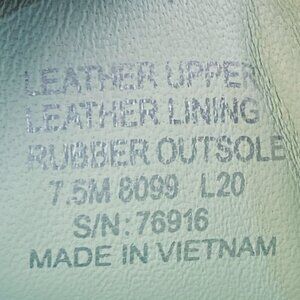 LEATHER UPPER
LEATHER LINING
RUBBER OUTSOLE
7.5M 8099 L20
S/N: 76916
MADE IN VIETNAM